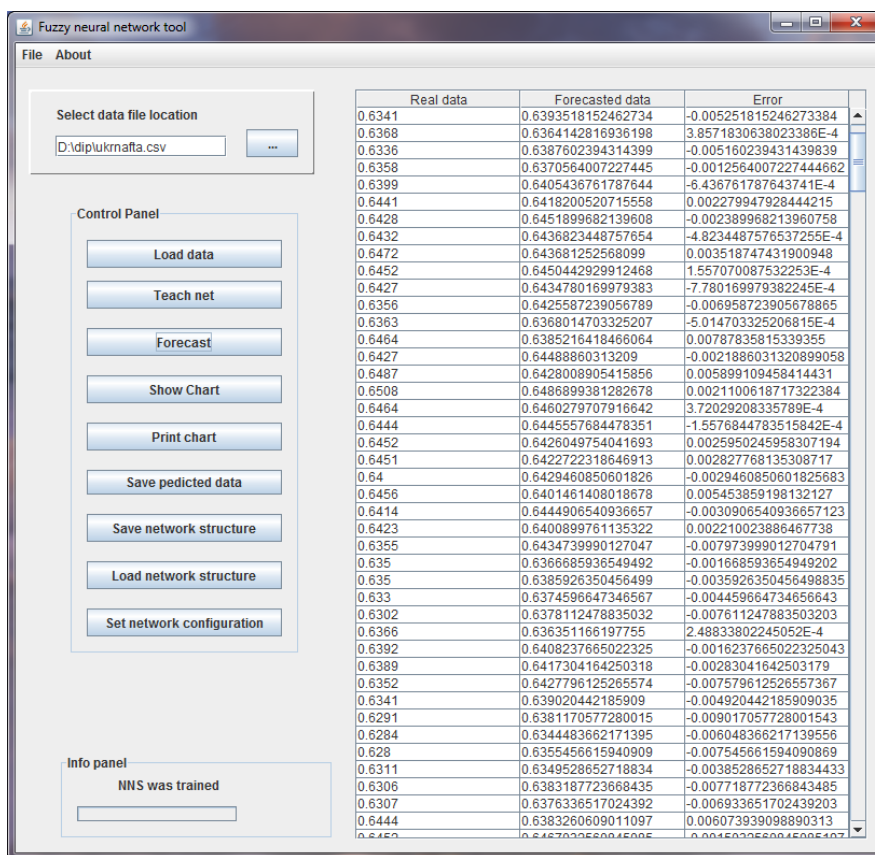 Fuzzy neural network tool
File About
Select data file location
D:\dip\ukrnafta.csv ...
Control Panel
Load data
Teach net
Forecast
Show Chart
Print chart
Save pedicted data
Save network structure
Load network structure
Set network configuration
Info panel
NNS was trained
Real data Forecasted data Error
0.6341 0.6393518152462734 -0.005251815246273384
0.6368 0.6364142816936198 3.8571830638023386E-4
0.6336 0.6387602394314399 -0.005160239431439839
0.6358 0.6370564007227445 -0.0012564007227444662
0.6399 0.6405436761787644 -6.436761787643741E-4
0.6441 0.6418200520715558 0.002279947928444215
0.6428 0.6451899682139608 -0.002389968213960758
0.6432 0.6436823448757654 -4.8234487576537255E-4
0.6472 0.643681252568099 0.003518747431900948
0.6452 0.6450442929912468 1.557070087532253E-4
0.6427 0.6434780169979383 -7.780169979382245E-4
0.6356 0.6425587239056789 -0.006958723905678865
0.6363 0.6368014703325207 -5.014703325206815E-4
0.6464 0.6385216418466064 0.00787835815339355
0.6427 0.64488860313209 -0.0021886031320899058
0.6487 0.6428008905415856 0.005899109458414431
0.6508 0.6486899381282678 0.0021100618717322384
0.6464 0.6460279707916642 3.72029208335789E-4
0.6444 0.6445557684478351 -1.5576844783515842E-4
0.6452 0.6426049754041693 0.0025950245958307194
0.6451 0.6422722318646913 0.002827768135308717
0.64 0.6429460850601826 -0.0029460850601825683
0.6456 0.6401461408018678 0.005453859198132127
0.6414 0.6444906540936657 -0.0030906540936657123
0.6423 0.6400899761135322 0.002210023886467738
0.6355 0.6434739990127047 -0.007973999012704791
0.635 0.6366685936549492 -0.001668593654949202
0.635 0.6385926350456499 -0.0035926350456498835
0.633 0.6374596647346567 -0.004459664734656643
0.6302 0.6378112478835032 -0.007611247883503203
0.6366 0.636351166197755 2.48833802245052E-4
0.6392 0.6408237665022325 -0.0016237665022325043
0.6389 0.6417304164250318 -0.00283041642503179
0.6352 0.6427796125265574 -0.007579612526557367
0.6341 0.639020442185909 -0.004920442185909035
0.6291 0.6381170577280015 -0.009017057728001543
0.6284 0.6344483662171395 -0.006048366217139556
0.628 0.6355456615940909 -0.007545661594090869
0.6311 0.6349528652718834 -0.0038528652718834433
0.6306 0.6383187723668435 -0.007718772366843485
0.6307 0.6376336517024392 -0.006933651702439203
0.6444 0.6383260609011097 0.006073939098890313